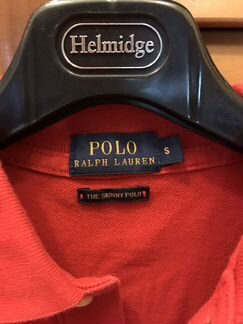 Helmidge
POLO
RALPH LAUREN
S
THE SKINNY POLO